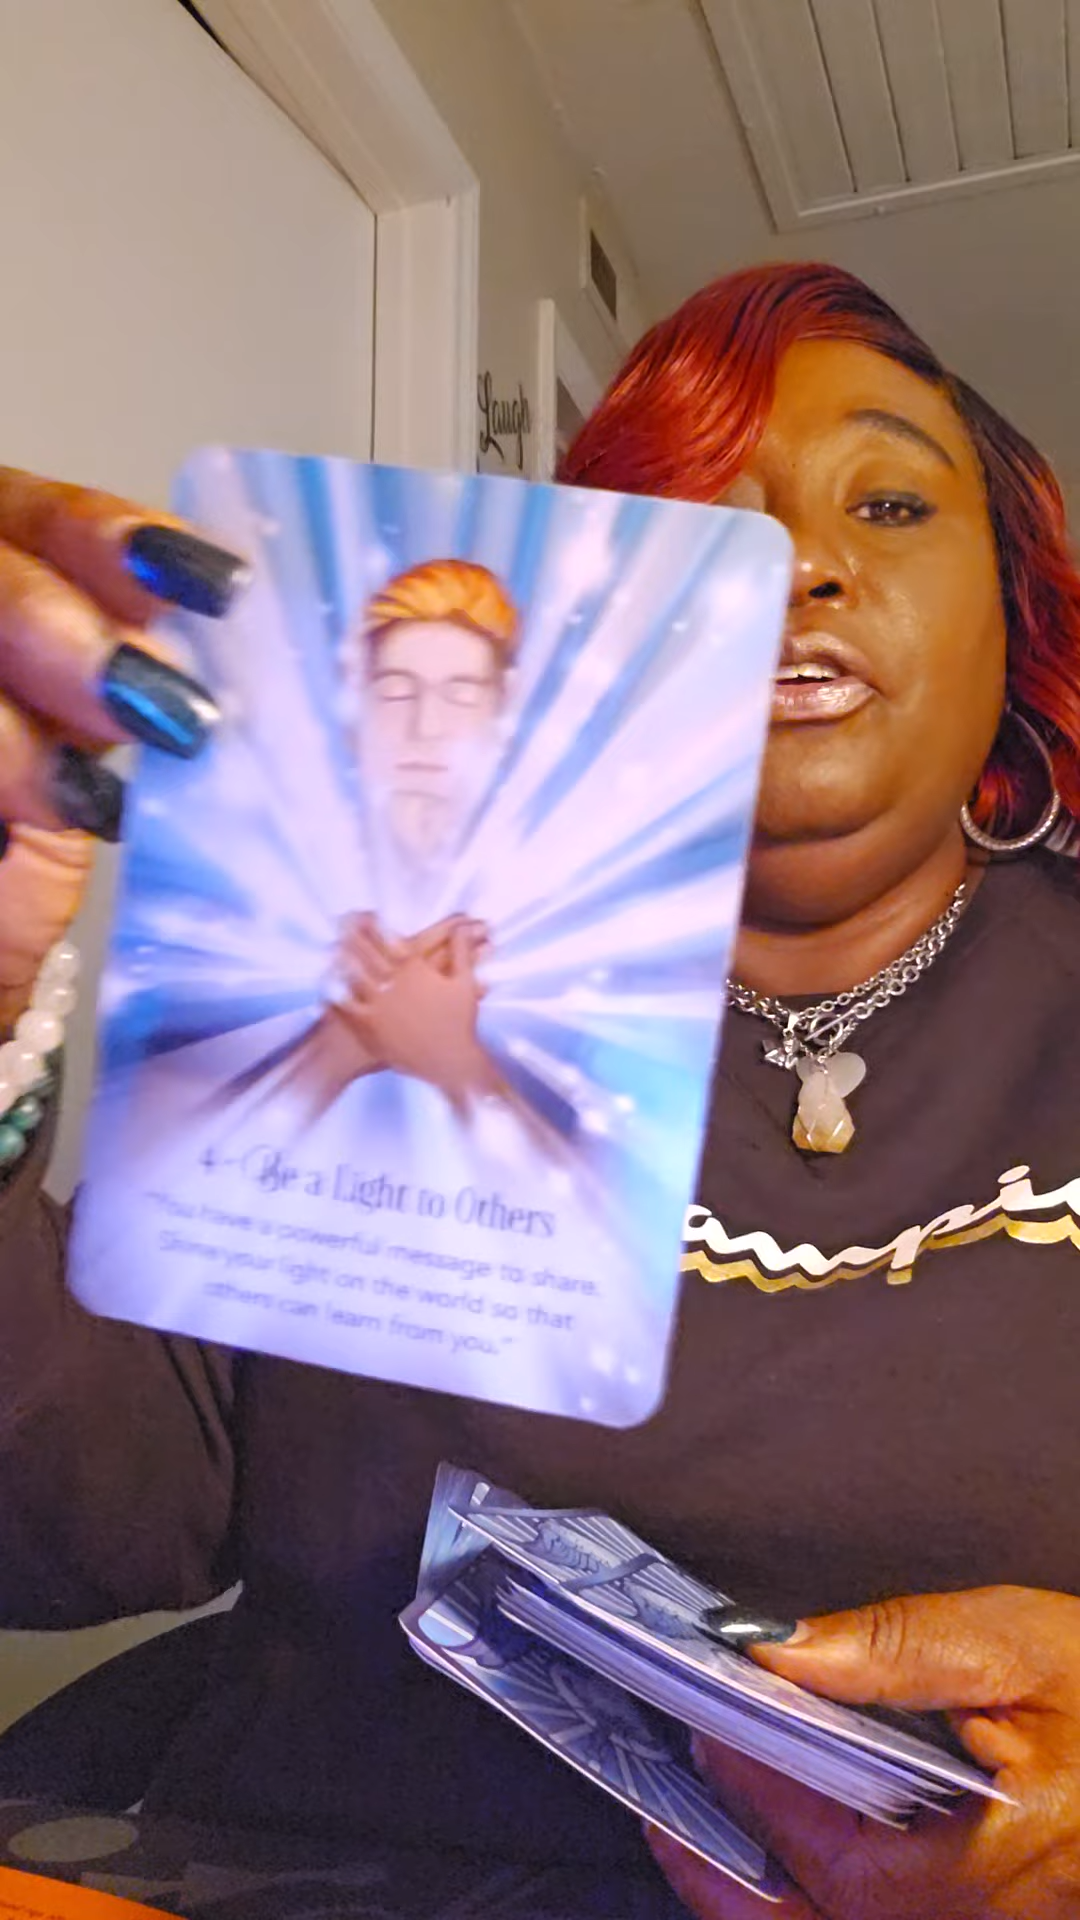 Laugh
4 - Be a Light to Others
"You have a powerful message to share.
Shine your light on the world so that
others can learn from you."